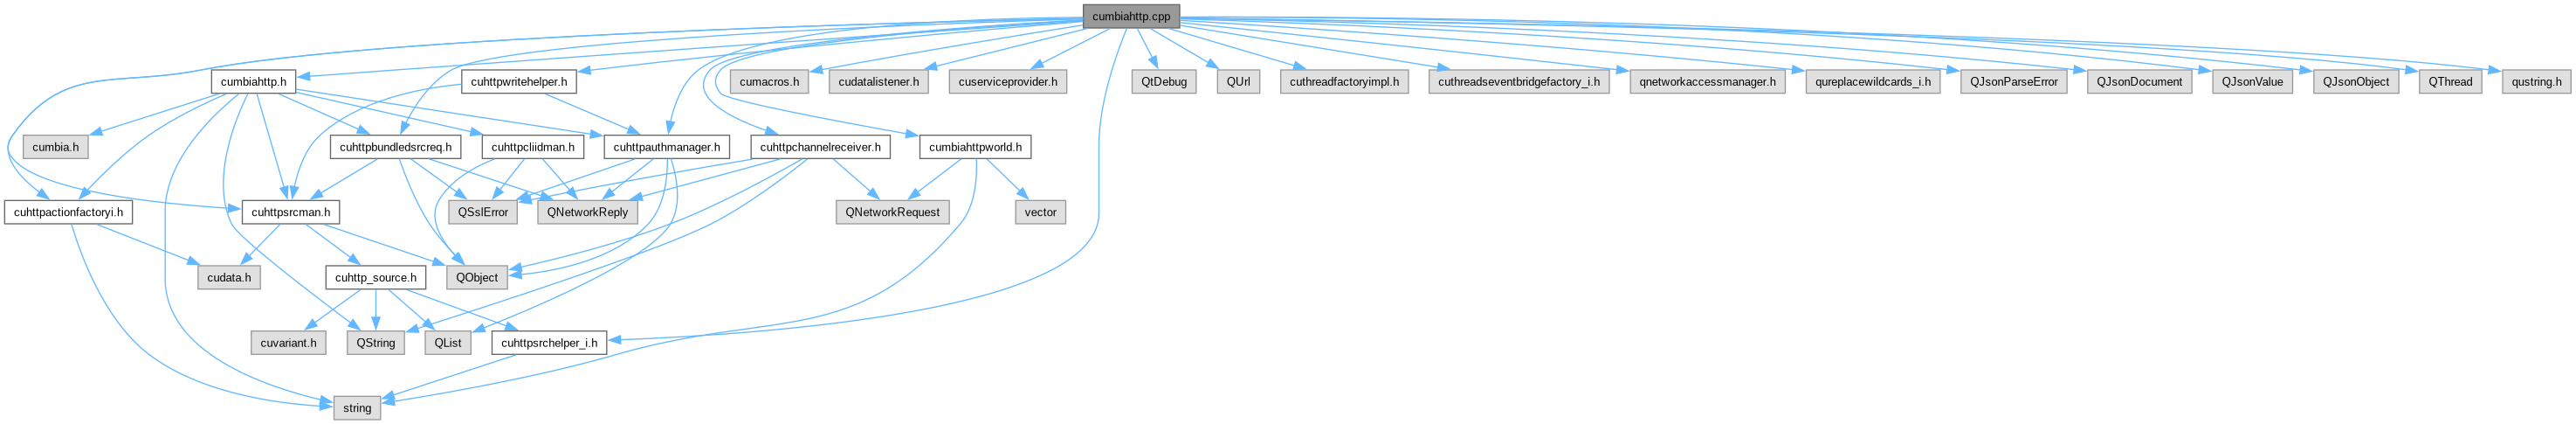 cumbiahttp.cpp
cumbiahttp.h
cuhttpwritehelper.h
cumacros.h
cudatalistener.h
cuserviceprovider.h
QtDebug
QUrl
cuthreadfactoryimpl.h
cuthreadseventbridgefactory_i.h
qnetworkaccessmanager.h
qureplacewildcards_i.h
QJsonParseError
QJsonDocument
QJsonValue
QJsonObject
QThread
qustring.h
cumbia.h
cuhttpbundledsrcreq.h
cuhttpcliidman.h
cuhttpauthmanager.h
cuhttpchannelreceiver.h
cumbiahttpworld.h
cuhttpactionfactoryi.h
cuhttpsrcman.h
QSslError
QNetworkReply
QNetworkRequest
vector
cudata.h
cuhttp_source.h
QObject
cuvariant.h
QString
QList
cuhttpsrchelper_i.h
string